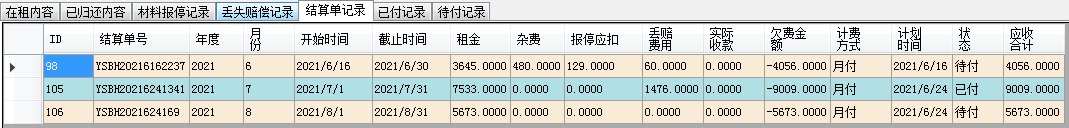 在租内容 已归还内容 材料报停记录 丢失赔偿记录 结算单记录 已付记录 待付记录
ID 结算单号 年度 月份 开始时间 截止时间 租金 杂费 报停应扣 丢赔费用 实际收款 欠费金额 计费方式 计划时间 状态 应收合计
98 YSBH20216162237 2021 6 2021/6/16 2021/6/30 3645.0000 480.0000 129.0000 60.0000 0.0000 -4056.0000 月付 2021/6/16 待付 4056.0000
105 YSBH20216241341 2021 7 2021/7/1 2021/7/31 7533.0000 0.0000 0.0000 1476.0000 0.0000 -9009.0000 月付 2021/6/24 已付 9009.0000
106 YSBH2021624169 2021 8 2021/8/1 2021/8/31 5673.0000 0.0000 0.0000 0.0000 0.0000 -5673.0000 月付 2021/6/24 待付 5673.0000